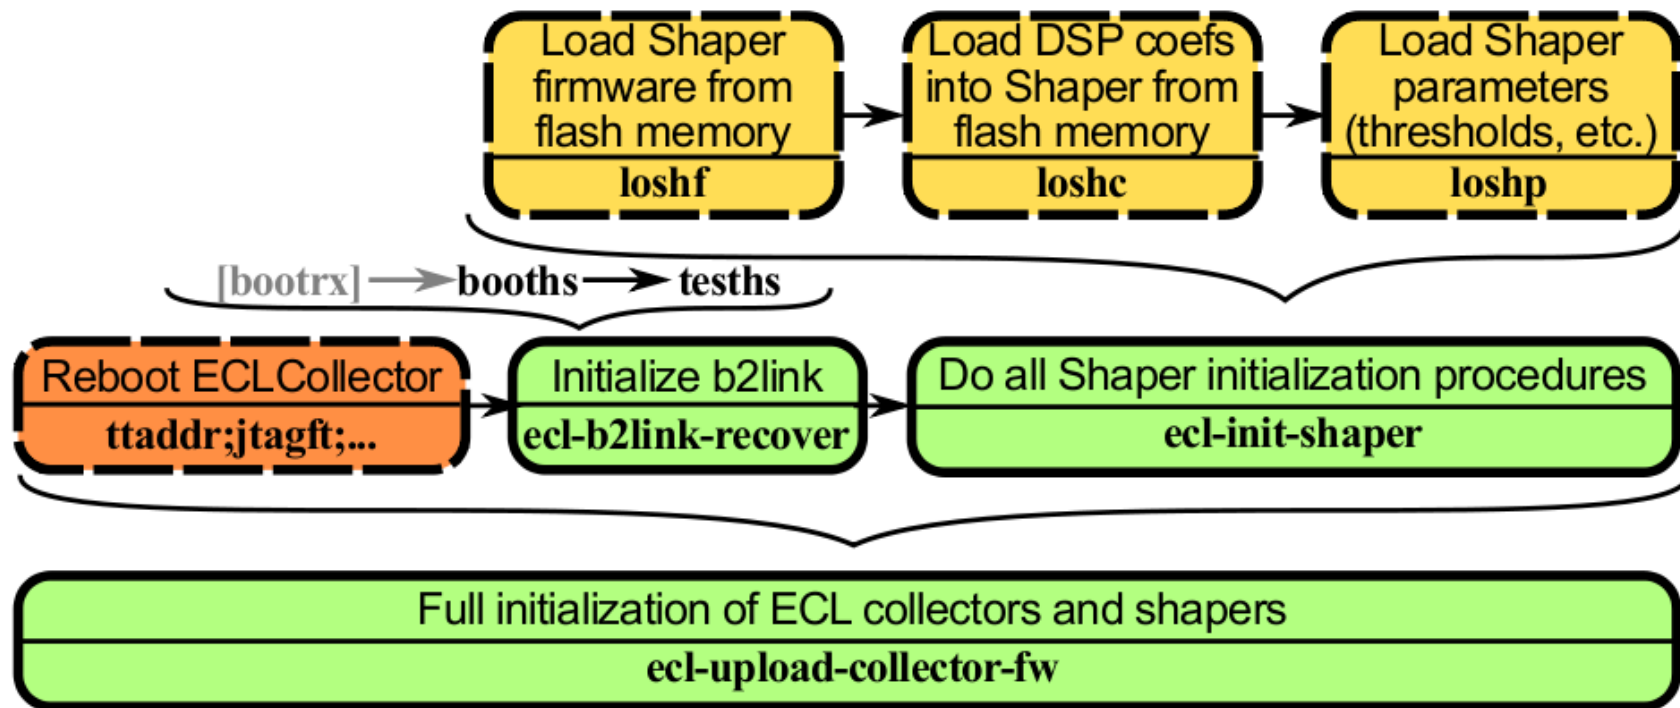 Load Shaper
firmware from
flash memory
loshf
Load DSP coefs
into Shaper from
flash memory
loshc
Load Shaper
parameters
(thresholds, etc.)
loshp
[bootrx] booths tesths
Reboot ECLCollector
ttaddr;jtagft;...
Initialize b2link
ecl-b2link-recover
Do all Shaper initialization procedures
ecl-init-shaper
Full initialization of ECL collectors and shapers
ecl-upload-collector-fw